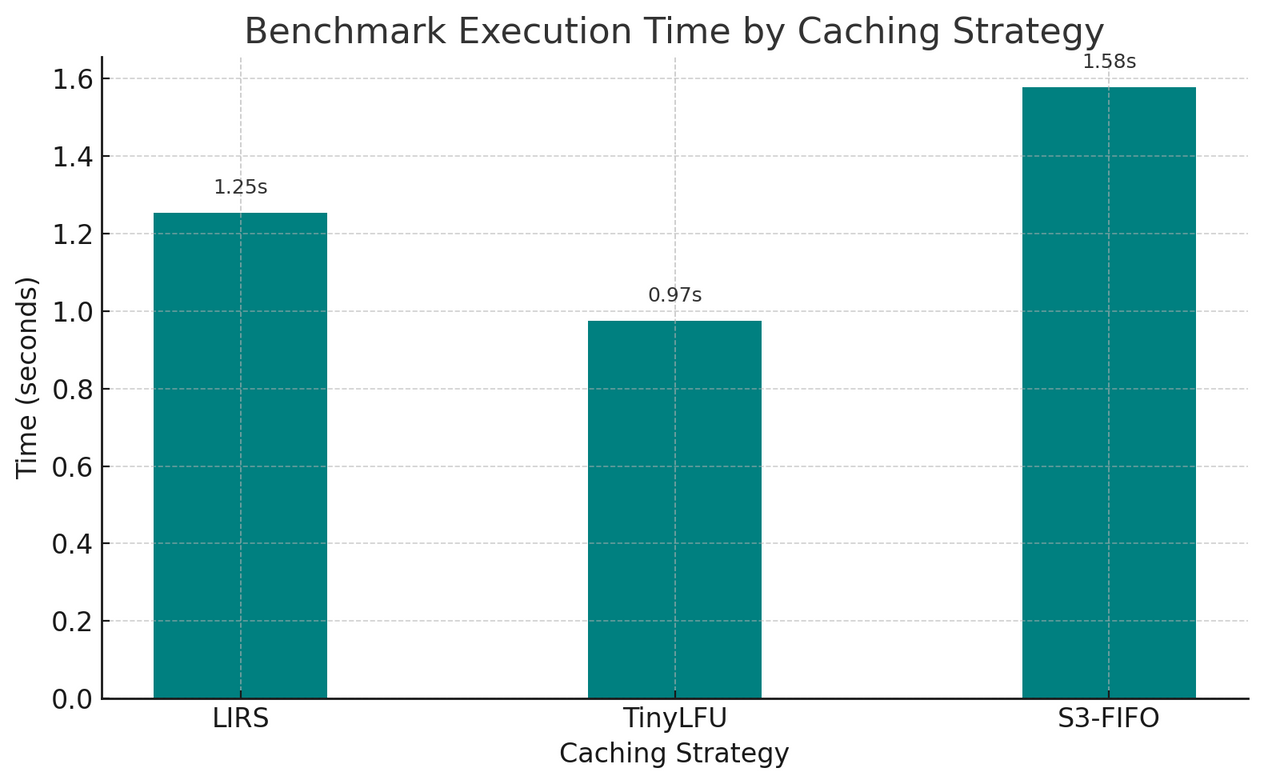 Benchmark Execution Time by Caching Strategy
1.58s
1.6
1.4
1.25s
1.2
0.97s
1.0
0.8
0.6
0.4
0.2
0.0
Time (seconds)
LIRS
TinyLFU
S3-FIFO
Caching Strategy